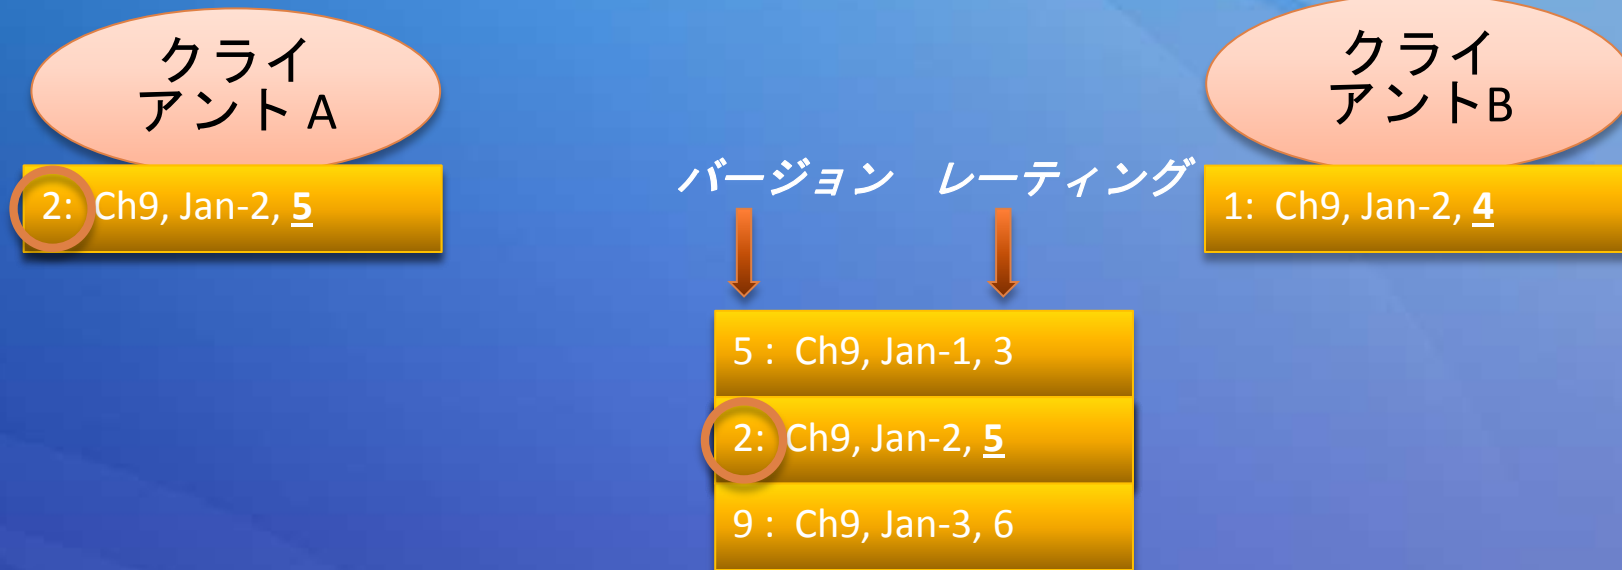 クライ
アント A
クライ
アントB
2: Ch9, Jan-2, 5
バージョン レーティング
1: Ch9, Jan-2, 4
5 : Ch9, Jan-1, 3
2: Ch9, Jan-2, 5
9 : Ch9, Jan-3, 6